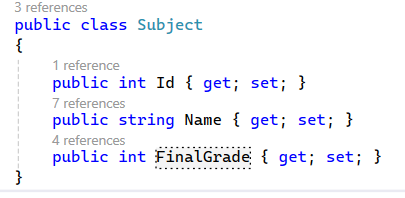 3 references
public class Subject
{
1 reference
public int Id { get; set; }
7 references
public string Name { get; set; }
4 references
public int FinalGrade { get; set; }
}